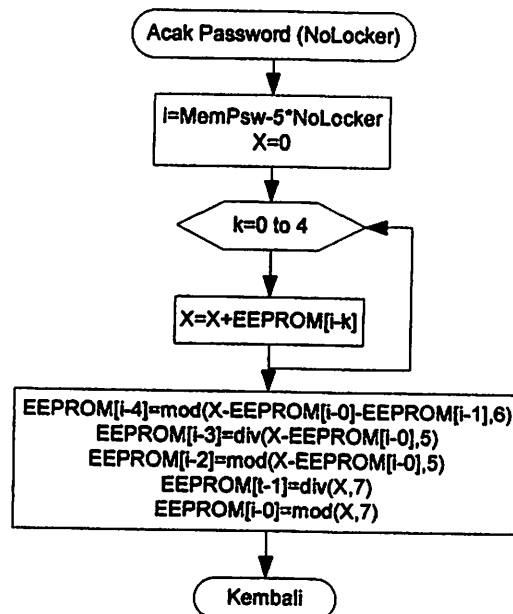 Acak Password (NoLocker)
i=MemPsw-5*NoLocker
X=0
k=0 to 4
X=X+EEPROM[i-k]
EEPROM[i-4]=mod(X-EEPROM[i-0]-EEPROM[i-1],6)
EEPROM[i-3]=div(X-EEPROM[i-0],5)
EEPROM[i-2]=mod(X-EEPROM[i-0],5)
EEPROM[t-1]=div(X,7)
EEPROM[i-0]=mod(X,7)
Kembali